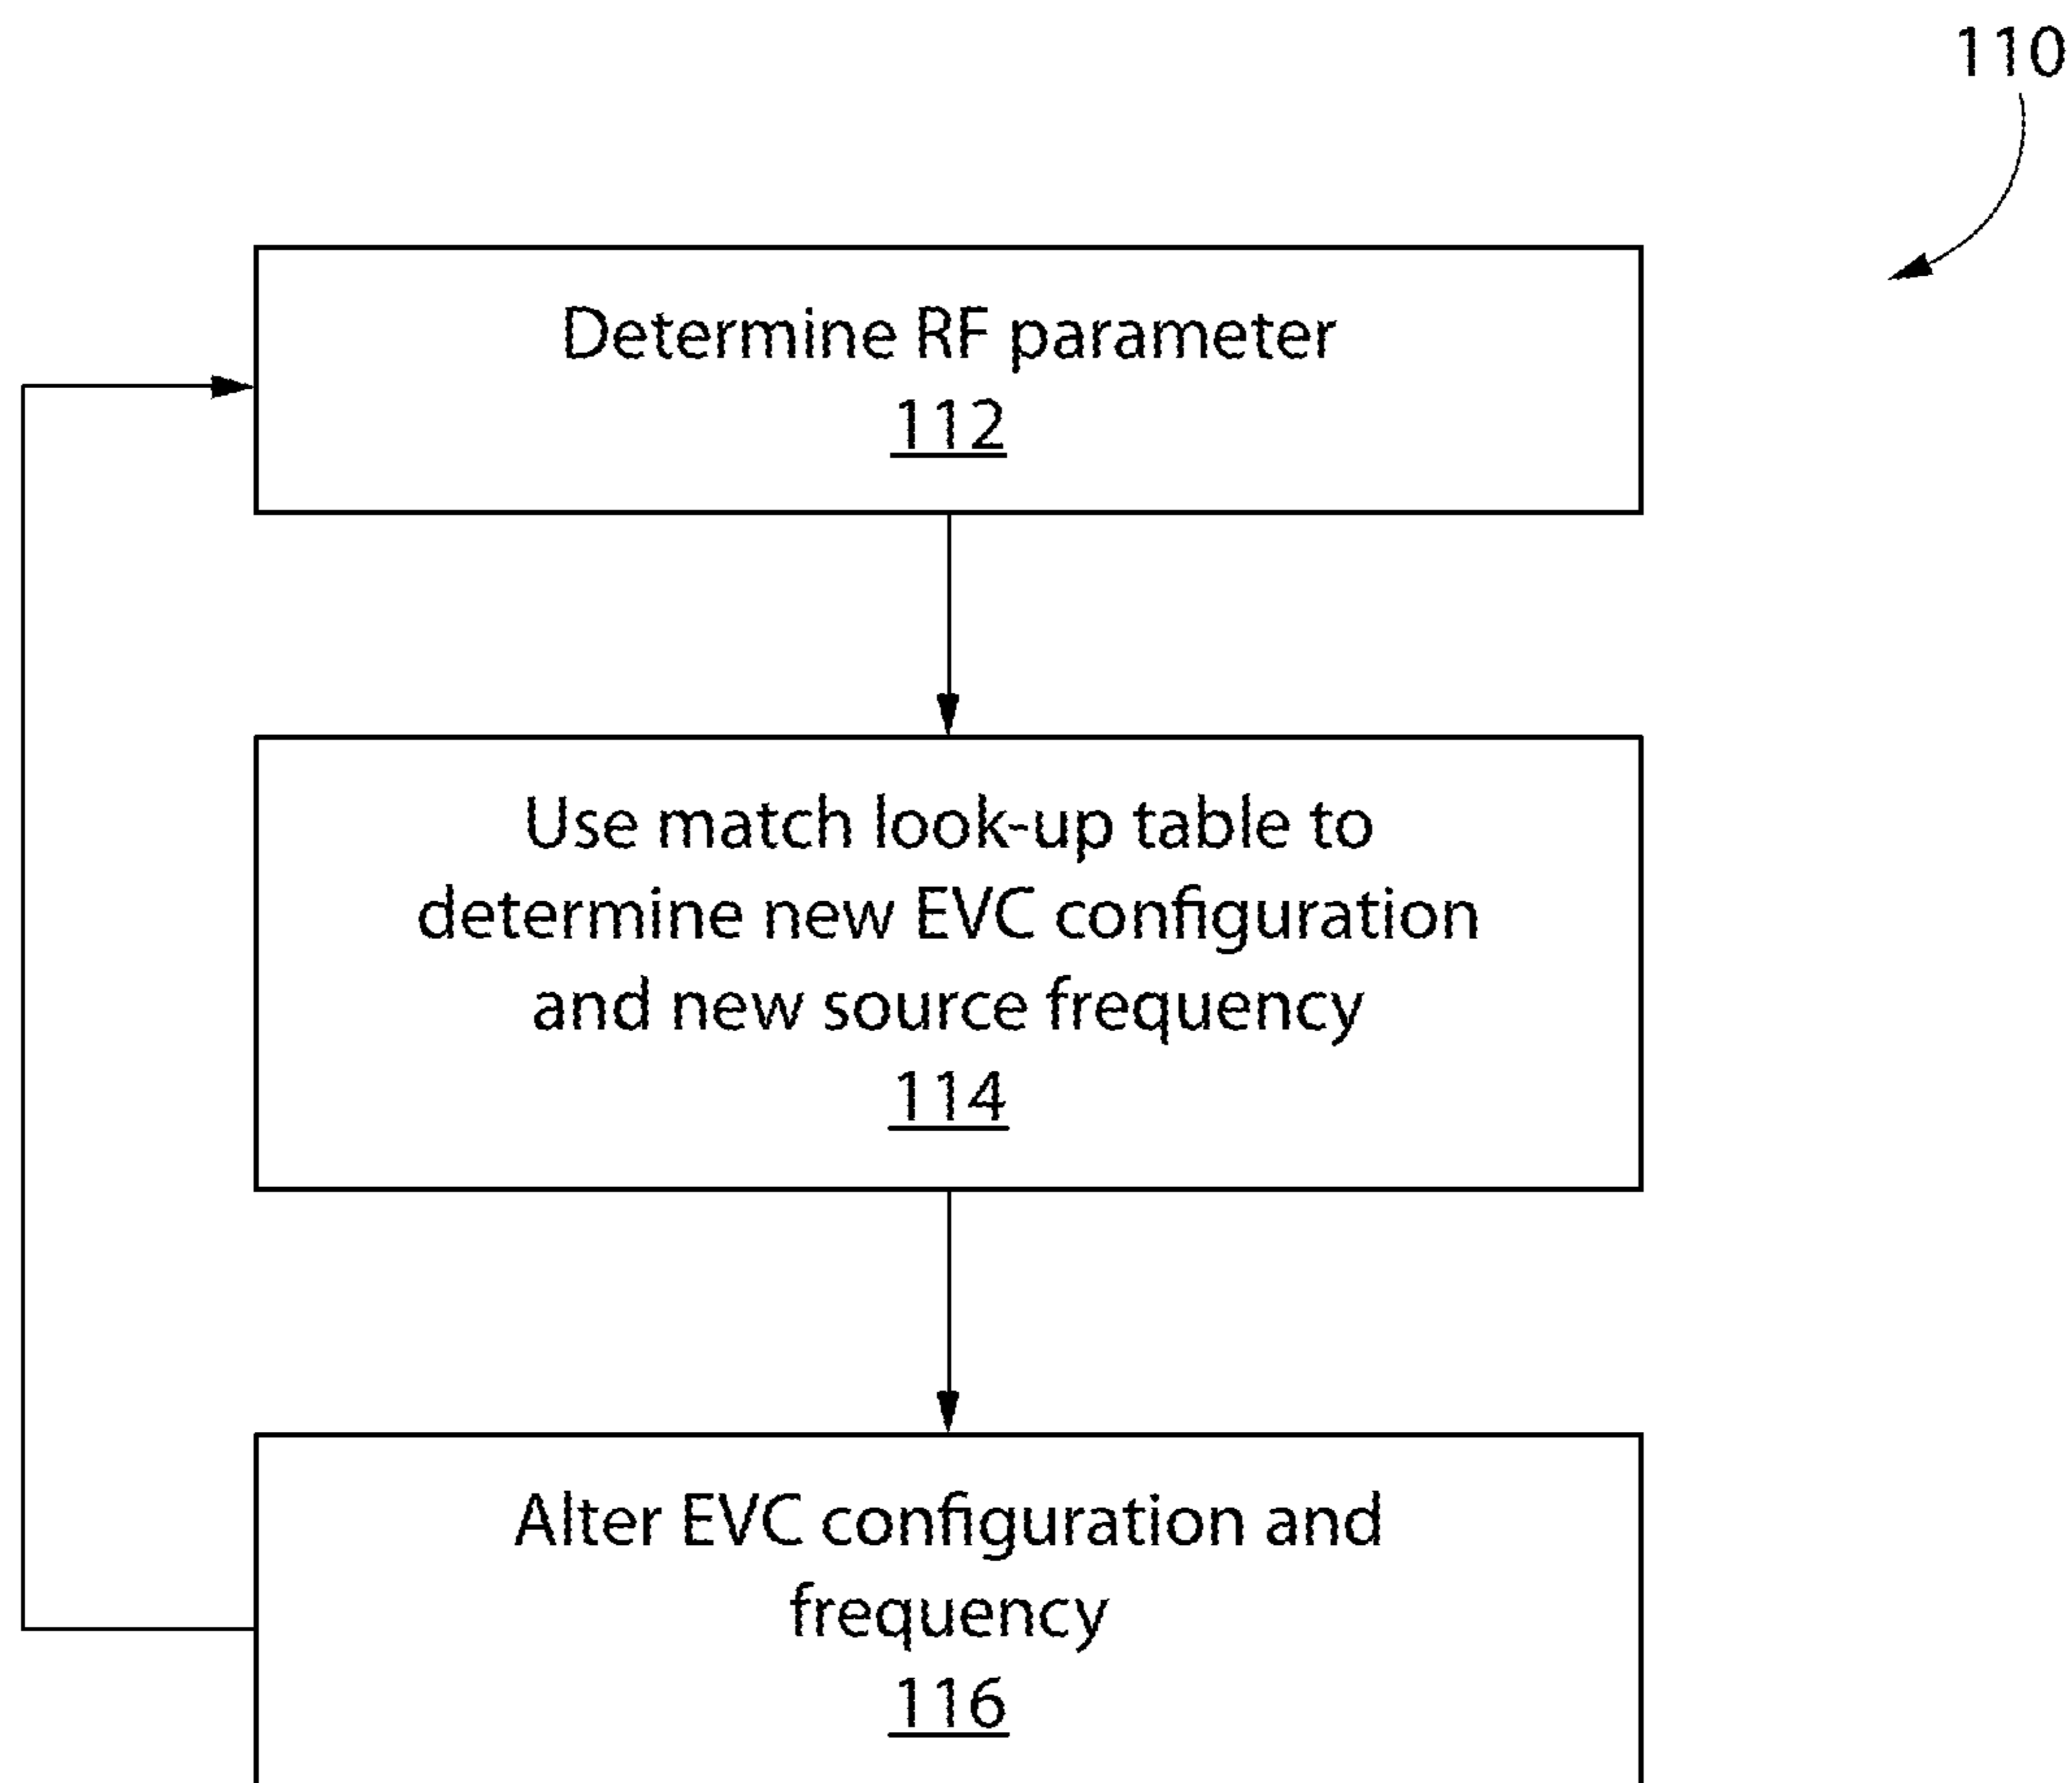 110
Determine RF parameter
112
Use match look-up table to
determine new EVC configuration
and new source frequency
114
Alter EVC configuration and
frequency
116